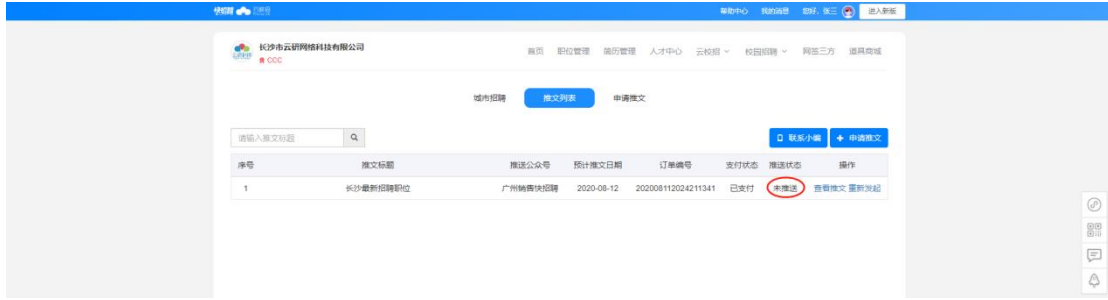 快招网 云研科技
帮助中心 我的消息 您好, 张三 进入新版
长沙市云研网络科技有限公司
CCC
首页 职位管理 简历管理 人才中心 云校招 校园招聘 网签三方 道具商城
城市招聘 推文列表 申请推文
请输入推文标题
联系小编 申请推文
序号 推文标题 推送公众号 预计推文日期 订单编号 支付状态 推送状态 操作
1 长沙最新招聘职位 广州销售快招聘 2020-08-12 202008112024211341 已支付 未推送 查看推文 重新发起